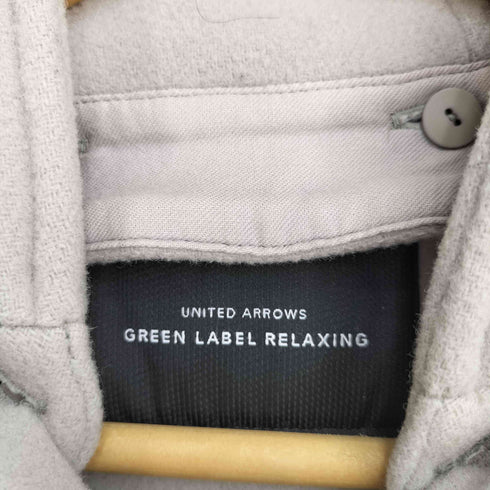 UNITED ARROWS
GREEN LABEL RELAXING